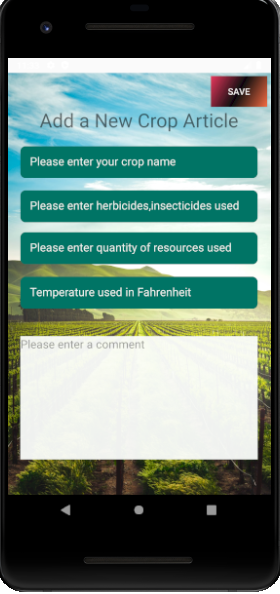 SAVE
Add a New Crop Article
Please enter your crop name
Please enter herbicides,insecticides used
Please enter quantity of resources used
Temperature used in Fahrenheit
Please enter a comment